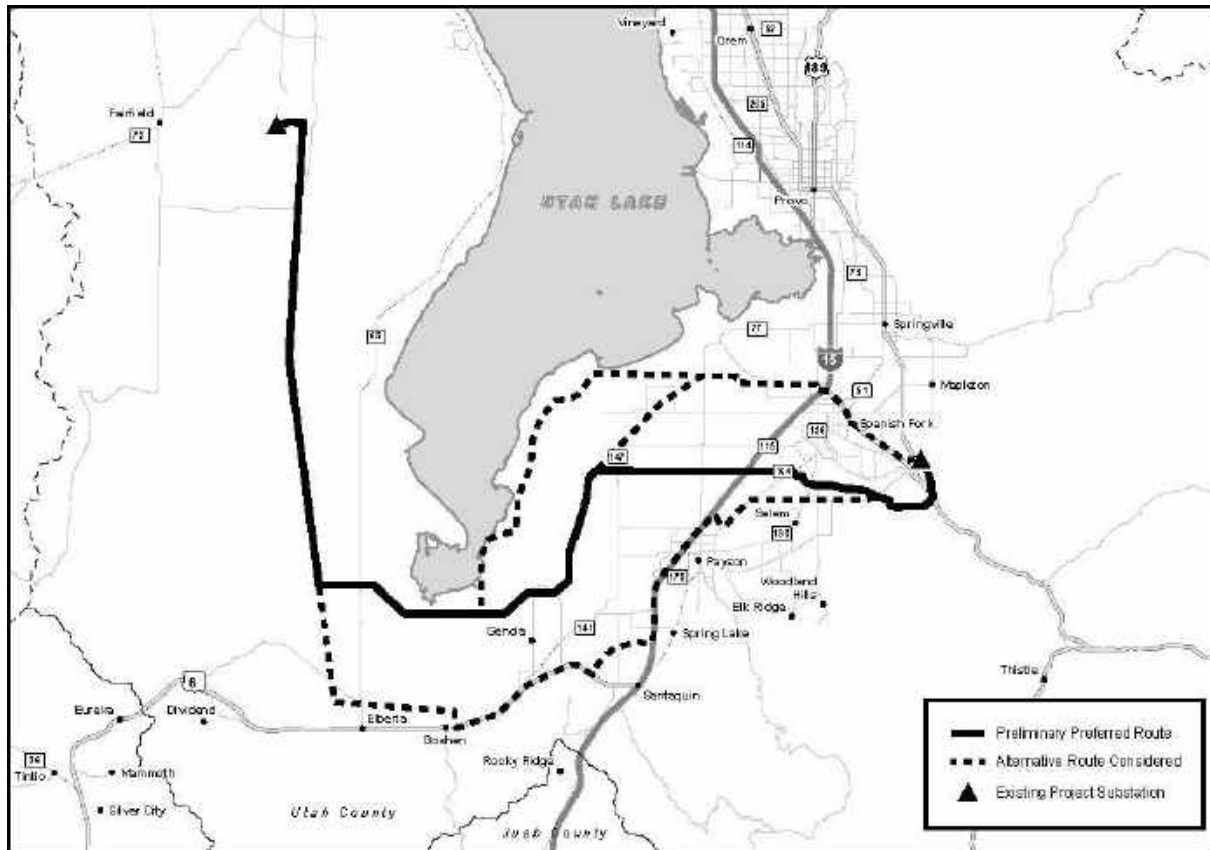 Vineyard
Orem
52
189
Fairfield
73
265
114
UTAH LAKE
Provo
75
77
Springville
15
Mapleton
51
Spanish Fork
156
115
147
Salem
Payson
Woodland
Hills
Elk Ridge
Genola
141
Spring Lake
Thistle
Santaquin
6
Eureka
Dividend
Elberta
Goshen
Rocky Ridge
36
Tintic
Mammoth
Silver City
Utah County
Juab County
Preliminary Preferred Route
Alternative Route Considered
Existing Project Substation